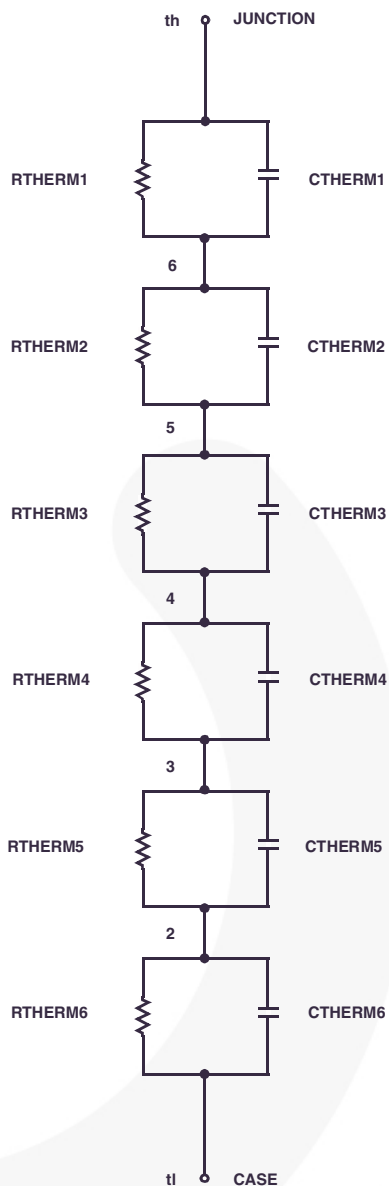 th JUNCTION
RTHERM1 CTHERM1
6
RTHERM2 CTHERM2
5
RTHERM3 CTHERM3
4
RTHERM4 CTHERM4
3
RTHERM5 CTHERM5
2
RTHERM6 CTHERM6
tl CASE